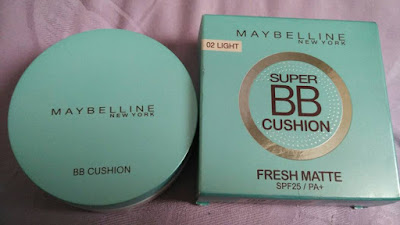 MAYBELLINE
NEW YORK
BB CUSHION
02 LIGHT
MAYBELLINE
NEW YORK
SUPER
BB
CUSHION
FRESH MATTE
SPF25 / PA+